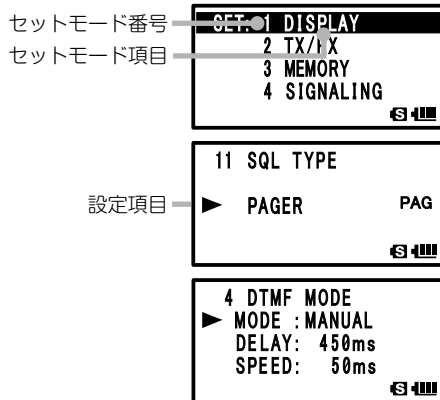 セットモード番号
セットモード項目
SET: 1 DISPLAY
2 TX/RX
3 MEMORY
4 SIGNALING
S
11 SQL TYPE
設定項目
PAGER PAG
S
4 DTMF MODE
MODE :MANUAL
DELAY: 450ms
SPEED: 50ms
S